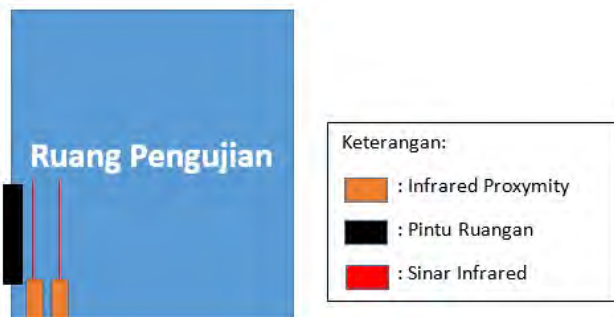 Ruang Pengujian
Keterangan:
: Infrared Proxymity
: Pintu Ruangan
: Sinar Infrared